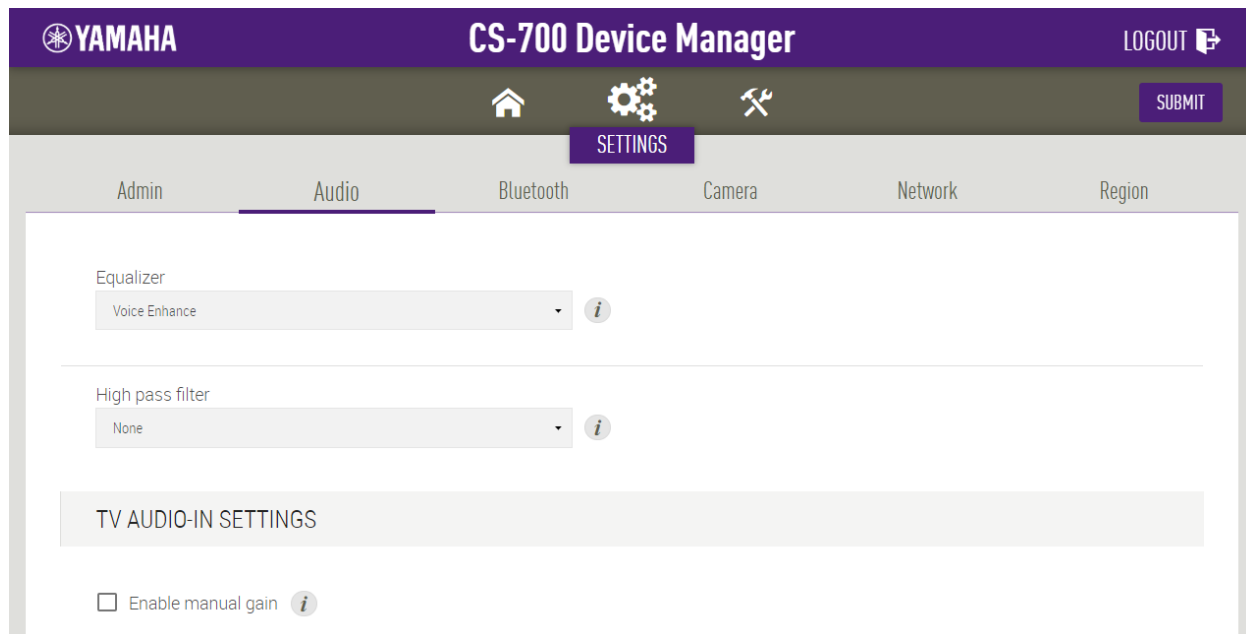 YAMAHA CS-700 Device Manager LOGOUT
SUBMIT
SETTINGS
Admin Audio Bluetooth Camera Network Region
Equalizer
Voice Enhance i
High pass filter
None i
TV AUDIO-IN SETTINGS
Enable manual gain i